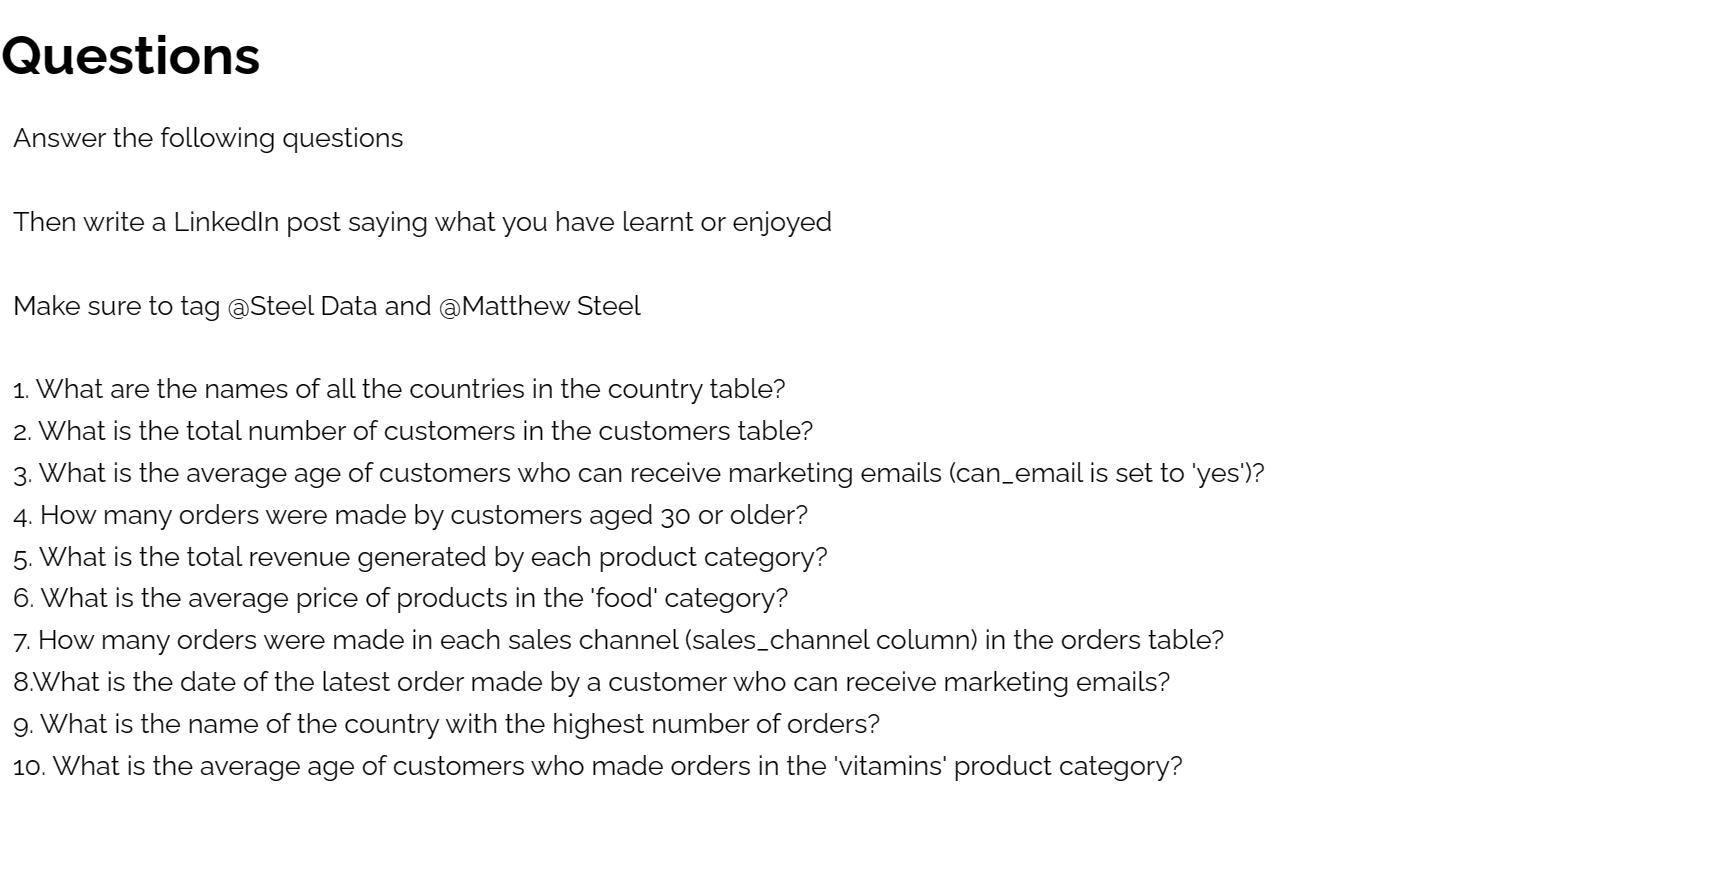 Questions
Answer the following questions
Then write a LinkedIn post saying what you have learnt or enjoyed
Make sure to tag @Steel Data and @Matthew Steel
1. What are the names of all the countries in the country table?
2. What is the total number of customers in the customers table?
3. What is the average age of customers who can receive marketing emails (can_email is set to 'yes')?
4. How many orders were made by customers aged 30 or older?
5. What is the total revenue generated by each product category?
6. What is the average price of products in the 'food' category?
7. How many orders were made in each sales channel (sales_channel column) in the orders table?
8.What is the date of the latest order made by a customer who can receive marketing emails?
9. What is the name of the country with the highest number of orders?
10. What is the average age of customers who made orders in the 'vitamins' product category?